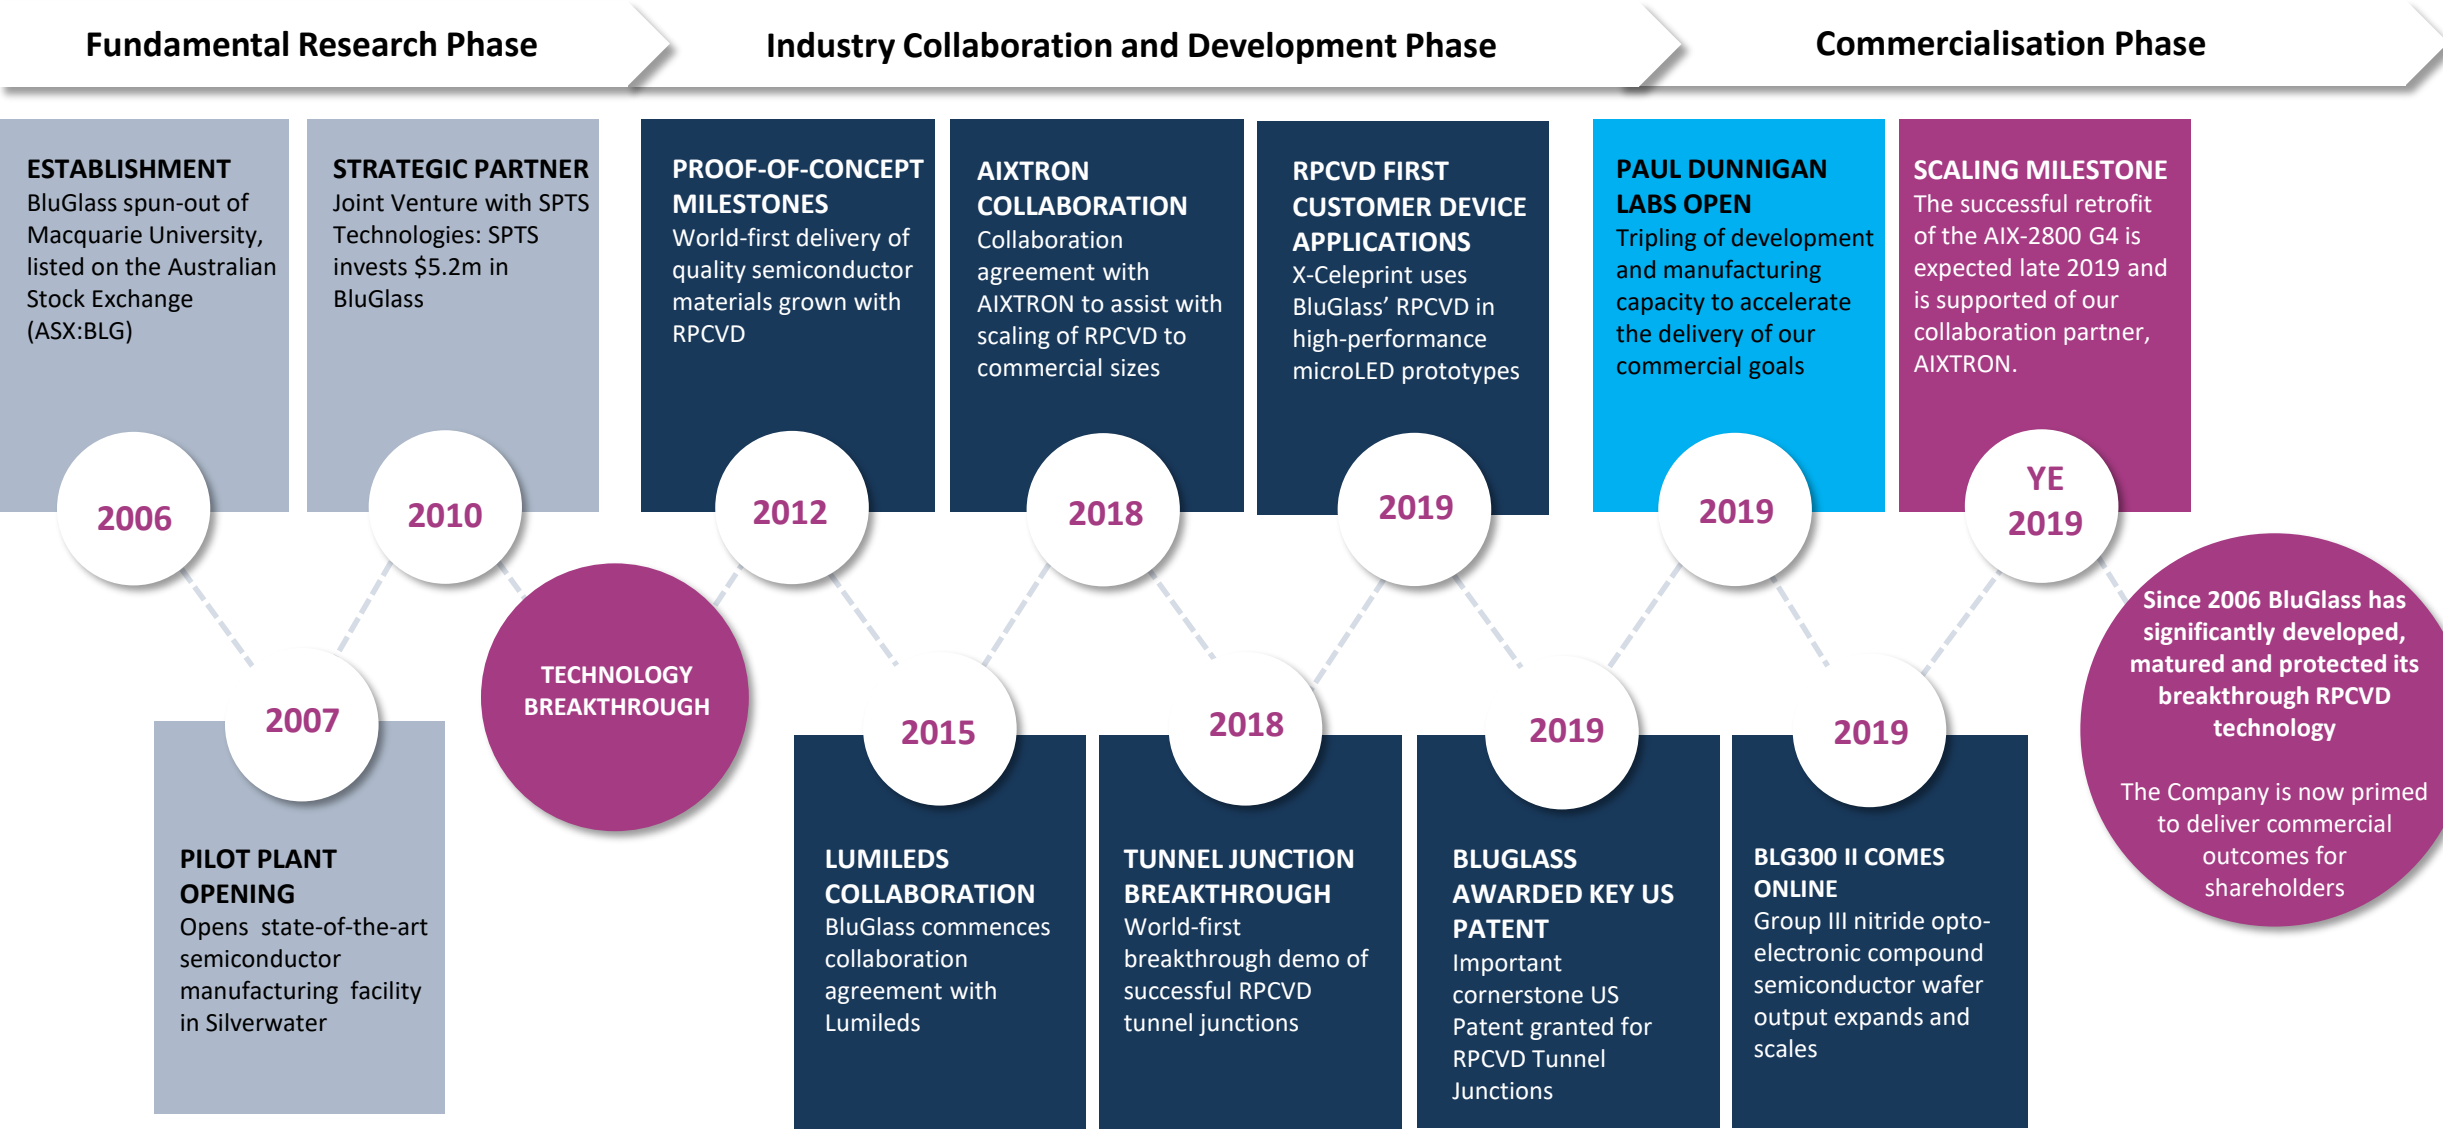 Fundamental Research Phase
Industry Collaboration and Development Phase
Commercialisation Phase
ESTABLISHMENT
BluGlass spun-out of
Macquarie University,
listed on the Australian
Stock Exchange
(ASX:BLG)
2006
STRATEGIC PARTNER
Joint Venture with SPTS
Technologies: SPTS
invests $5.2m in
BluGlass
2010
PROOF-OF-CONCEPT
MILESTONES
World-first delivery of
quality semiconductor
materials grown with
RPCVD
2012
AIXTRON
COLLABORATION
Collaboration
agreement with
AIXTRON to assist with
scaling of RPCVD to
commercial sizes
2018
RPCVD FIRST
CUSTOMER DEVICE
APPLICATIONS
X-Celeprint uses
BluGlass’ RPCVD in
high-performance
microLED prototypes
2019
PAUL DUNNIGAN
LABS OPEN
Tripling of development
and manufacturing
capacity to accelerate
the delivery of our
commercial goals
2019
SCALING MILESTONE
The successful retrofit
of the AIX-2800 G4 is
expected late 2019 and
is supported of our
collaboration partner,
AIXTRON.
YE
2019
2007
PILOT PLANT
OPENING
Opens state-of-the-art
semiconductor
manufacturing facility
in Silverwater
TECHNOLOGY
BREAKTHROUGH
2015
LUMILEDS
COLLABORATION
BluGlass commences
collaboration
agreement with
Lumileds
2018
TUNNEL JUNCTION
BREAKTHROUGH
World-first
breakthrough demo of
successful RPCVD
tunnel junctions
2019
BLUGLASS
AWARDED KEY US
PATENT
Important
cornerstone US
Patent granted for
RPCVD Tunnel
Junctions
2019
BLG300 II COMES
ONLINE
Group III nitride opto-
electronic compound
semiconductor wafer
output expands and
scales
Since 2006 BluGlass has
significantly developed,
matured and protected its
breakthrough RPCVD
technology
The Company is now primed
to deliver commercial
outcomes for
shareholders